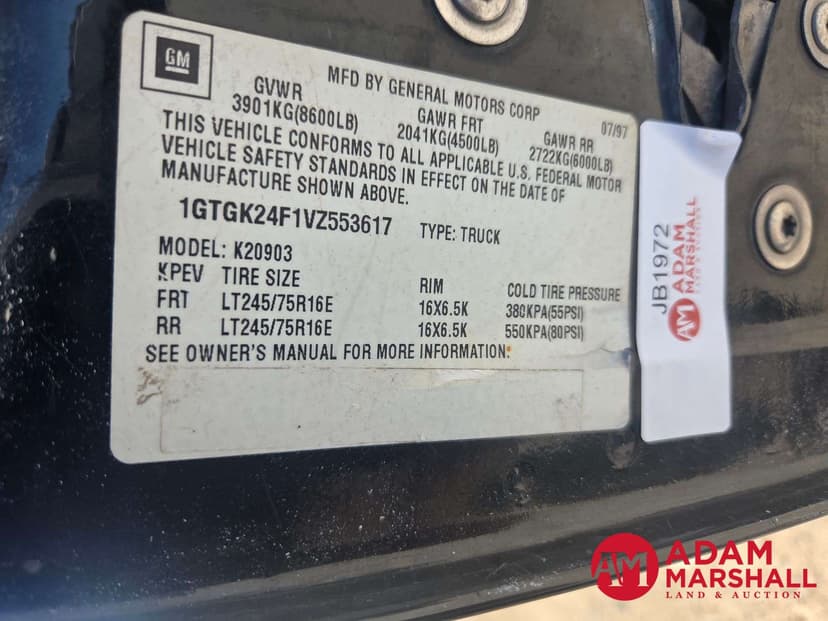 GM
MFD BY GENERAL MOTORS CORP 07/97
GVWR GAWR FRT GAWR RR
3901KG(8600LB) 2041KG(4500LB) 2722KG(6000LB)
THIS VEHICLE CONFORMS TO ALL APPLICABLE U.S. FEDERAL MOTOR
VEHICLE SAFETY STANDARDS IN EFFECT ON THE DATE OF
MANUFACTURE SHOWN ABOVE.
1GTGK24F1VZ553617 TYPE: TRUCK
MODEL: K20903
KPEV TIRE SIZE RIM COLD TIRE PRESSURE
FRT LT245/75R16E 16X6.5K 380KPA(55PSI)
RR LT245/75R16E 16X6.5K 550KPA(80PSI)
SEE OWNER'S MANUAL FOR MORE INFORMATION:
JB1972
AM
ADAM
MARSHALL
LAND & AUCTION
AM
ADAM
MARSHALL
LAND & AUCTION